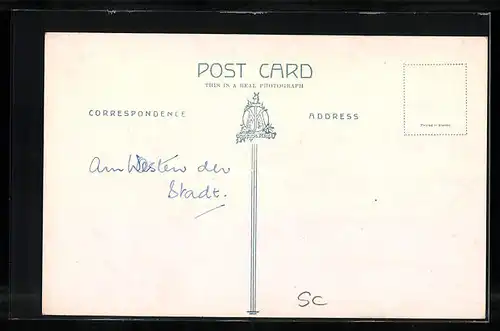 POST CARD
THIS IS A REAL PHOTOGRAPH
CORRESPONDENCE
ADDRESS
Am Westen der
Stadt.
SC